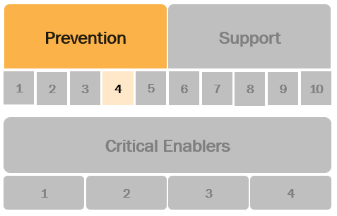 Prevention Support
1 2 3 4 5 6 7 8 9 10
Critical Enablers
1 2 3 4